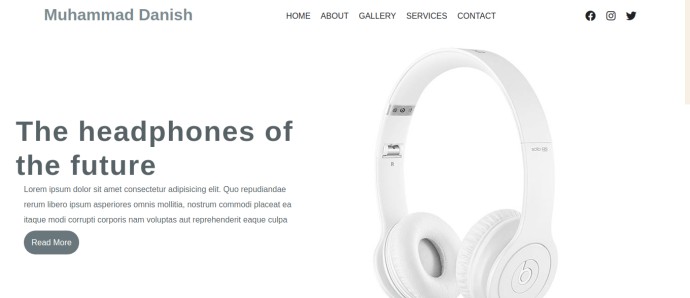 Muhammad Danish
HOME ABOUT GALLERY SERVICES CONTACT
The headphones of
the future
Lorem ipsum dolor sit amet consectetur adipisicing elit. Quo repudiandae
rerum libero ipsum asperiores omnis mollitia, nostrum commodi placeat ea
itaque modi corrupti corporis nam voluptas aut reprehenderit eaque culpa
Read More
solo
b